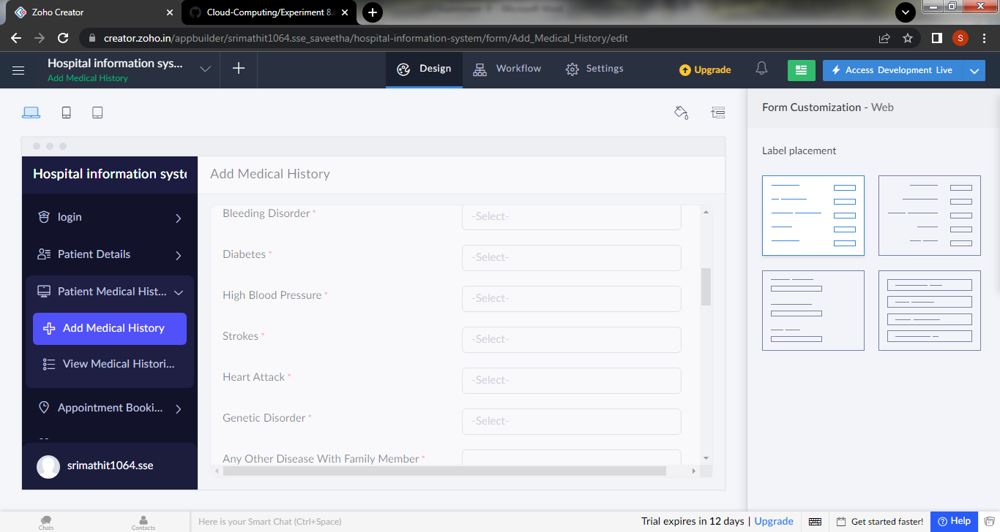 Zoho Creator
Cloud-Computing/Experiment 8.
creator.zoho.in/appbuilder/srimathit1064.sse_saveetha/hospital-information-system/form/Add_Medical_History/edit
S
Hospital information sys...
Add Medical History
Design
Workflow
Settings
Upgrade
Access Development Live
Form Customization - Web
Label placement
Hospital information syste
login
Patient Details
Patient Medical Hist...
Add Medical History
View Medical Histori...
Appointment Booki...
srimathit1064.sse
Add Medical History
Bleeding Disorder *
-Select-
Diabetes *
-Select-
High Blood Pressure *
-Select-
Strokes *
-Select-
Heart Attack *
-Select-
Genetic Disorder *
-Select-
Any Other Disease With Family Member *
Chats
Contacts
Here is your Smart Chat (Ctrl+Space)
Trial expires in 12 days | Upgrade
Get started faster!
Help